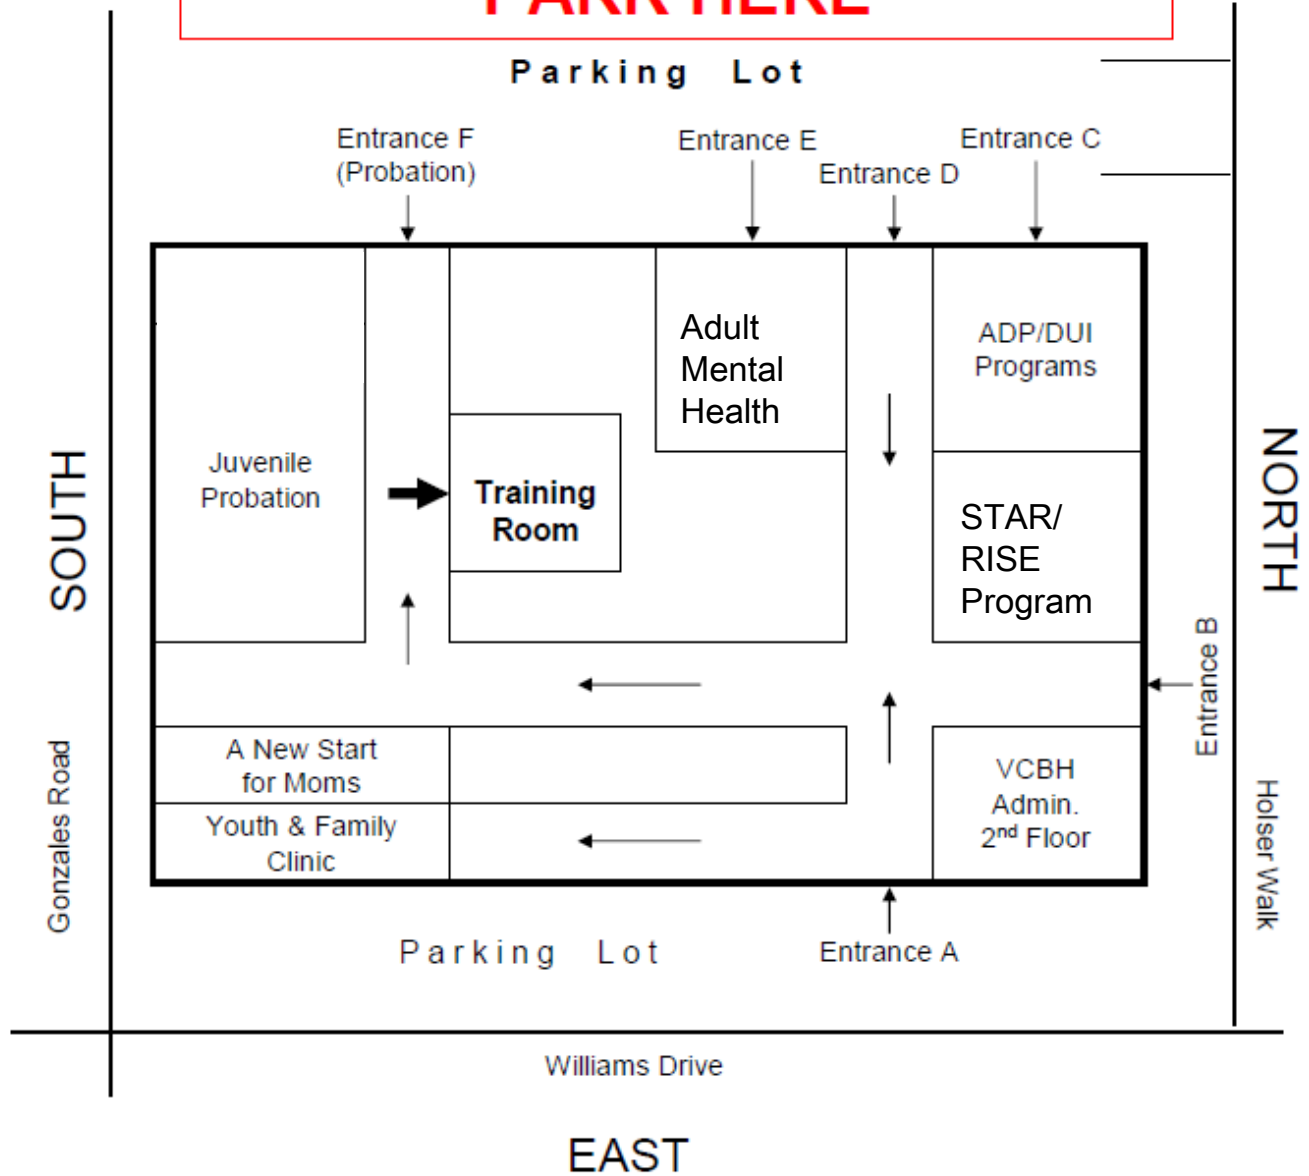 PARK HERE
Parking Lot
Entrance F
(Probation)
Entrance E
Entrance D
Entrance C
Adult
Mental
Health
ADP/DUI
Programs
Juvenile
Probation
Training
Room
STAR/
RISE
Program
SOUTH
NORTH
Entrance B
A New Start
for Moms
Youth & Family
Clinic
VCBH
Admin.
2nd Floor
Gonzales Road
Holser Walk
Parking Lot
Entrance A
Williams Drive
EAST